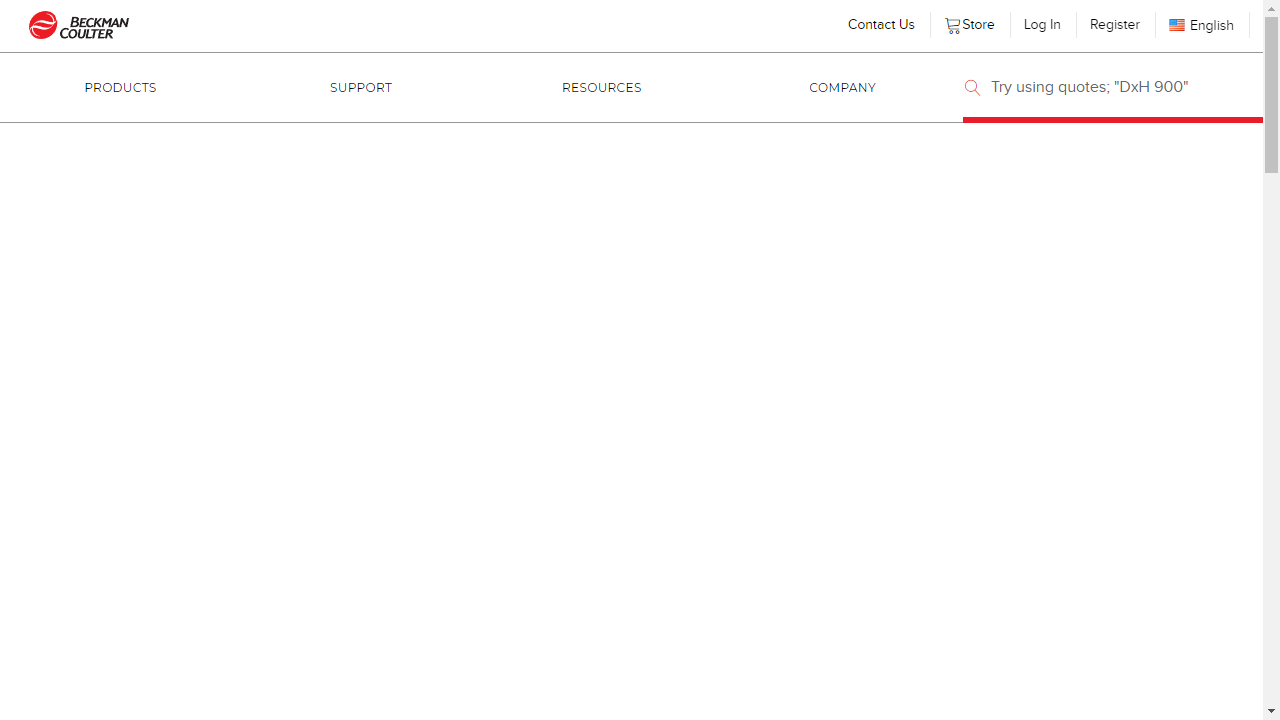 BECKMAN
COULTER
Contact Us
Store
Log In
Register
English
PRODUCTS
SUPPORT
RESOURCES
COMPANY
Try using quotes; "DxH 900"